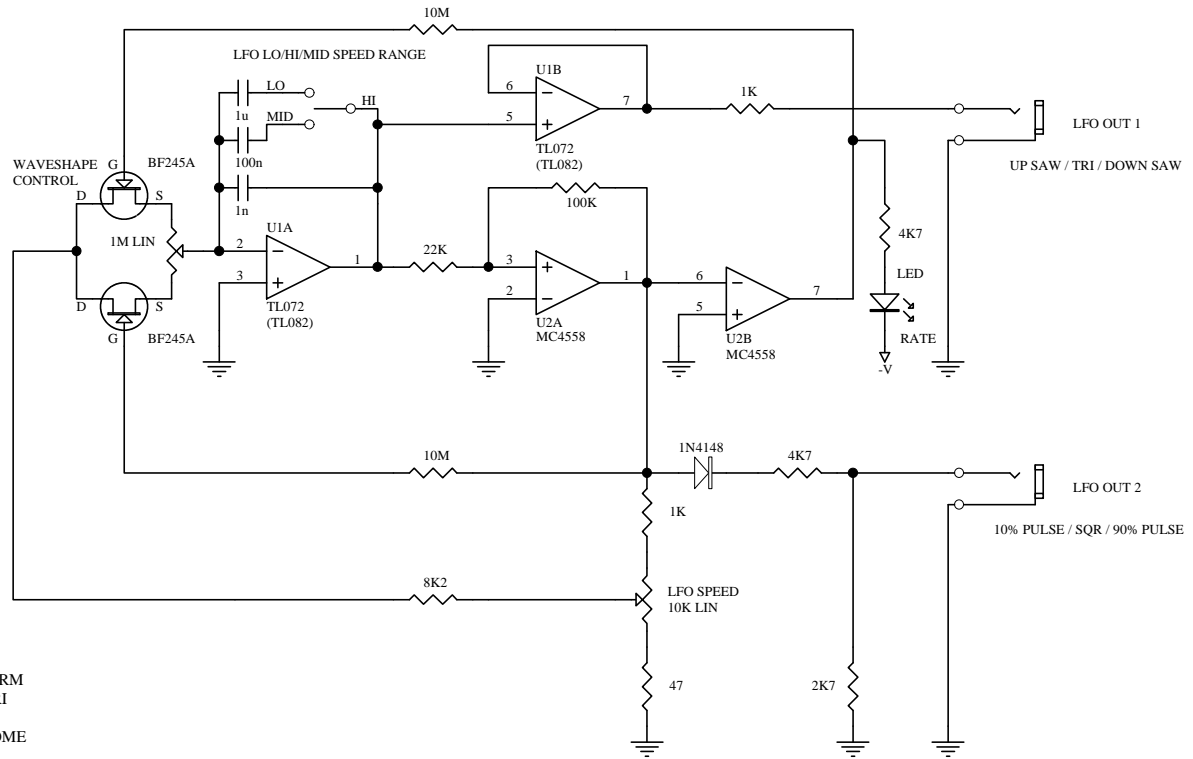 10M
LFO LO/HI/MID SPEED RANGE
U1B
LO
6
1K
HI
7
1u
MID
5
LFO OUT 1
TL072
(TL082)
WAVESHAPE
CONTROL
G
BF245A
100n
UP SAW / TRI / DOWN SAW
D
S
1n
100K
1M LIN
U1A
4K7
2
22K
1
3
1
LED
3
2
6
7
TL072
(TL082)
5
D
S
U2A
MC4558
G
BF245A
U2B
MC4558
RATE
-V
1N4148
10M
4K7
LFO OUT 2
1K
10% PULSE / SQR / 90% PULSE
8K2
LFO SPEED
10K LIN
RM
RI
47
2K7
OME